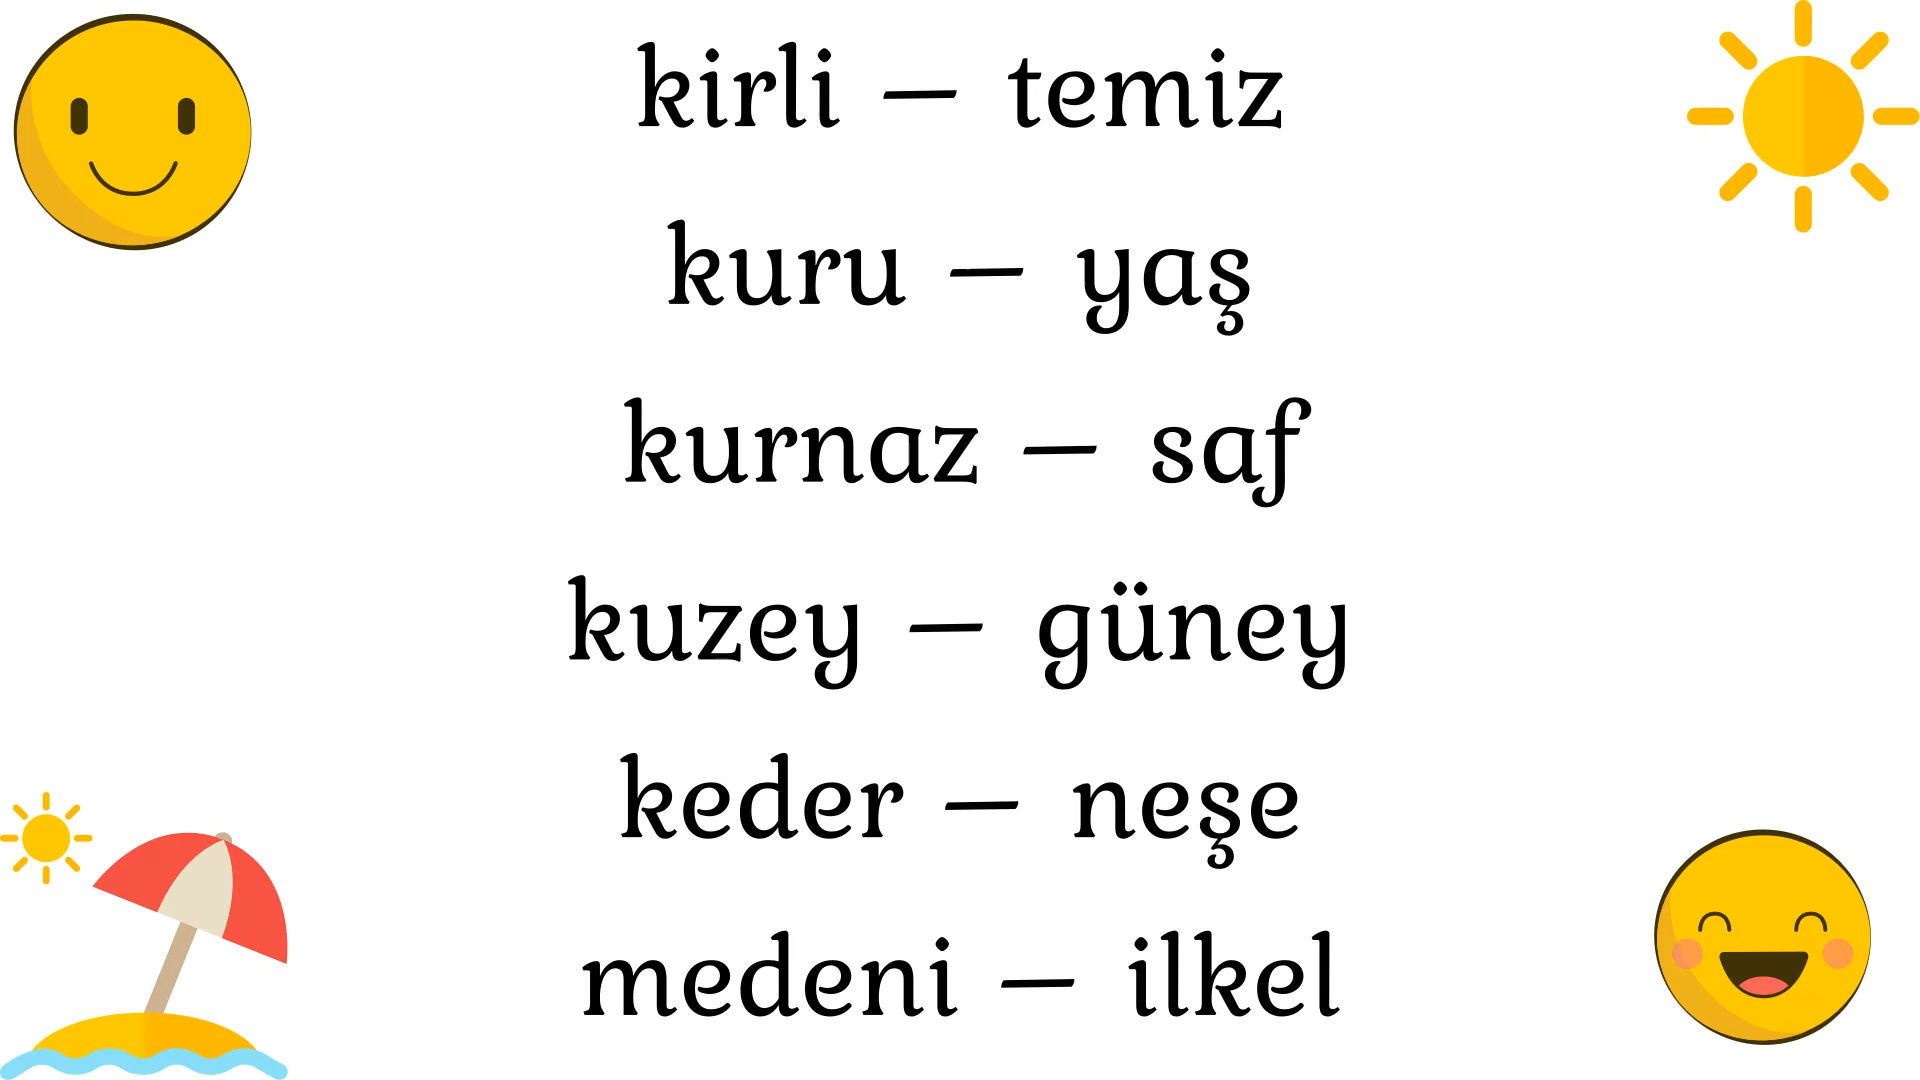 kirli – temiz
kuru – yaş
kurnaz – saf
kuzey – güney
keder – neşe
medeni – ilkel